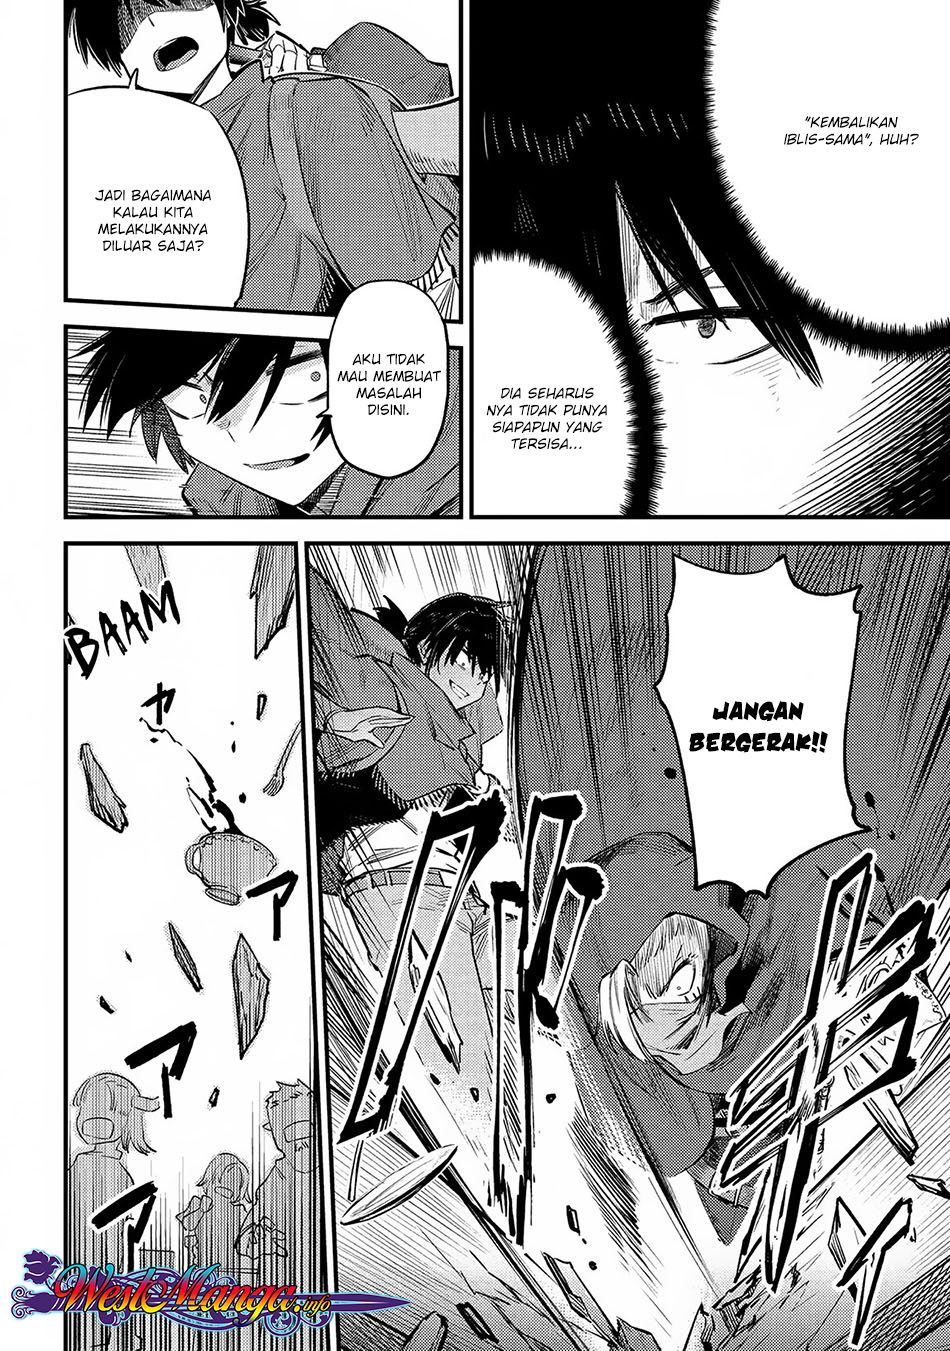 "KEMBALIKAN
IBLIS-SAMA", HUH?
DIA SEHARUS
NYA TIDAK PUNYA
SIAPAPUN YANG
TERSISA...
JADI BAGAIMANA
KALAU KITA
MELAKUKANNYA
DILUAR SAJA?
AKU TIDAK
MAU MEMBUAT
MASALAH
DISINI.
JANGAN
BERGERAK!!
BAAM
WestManga.info